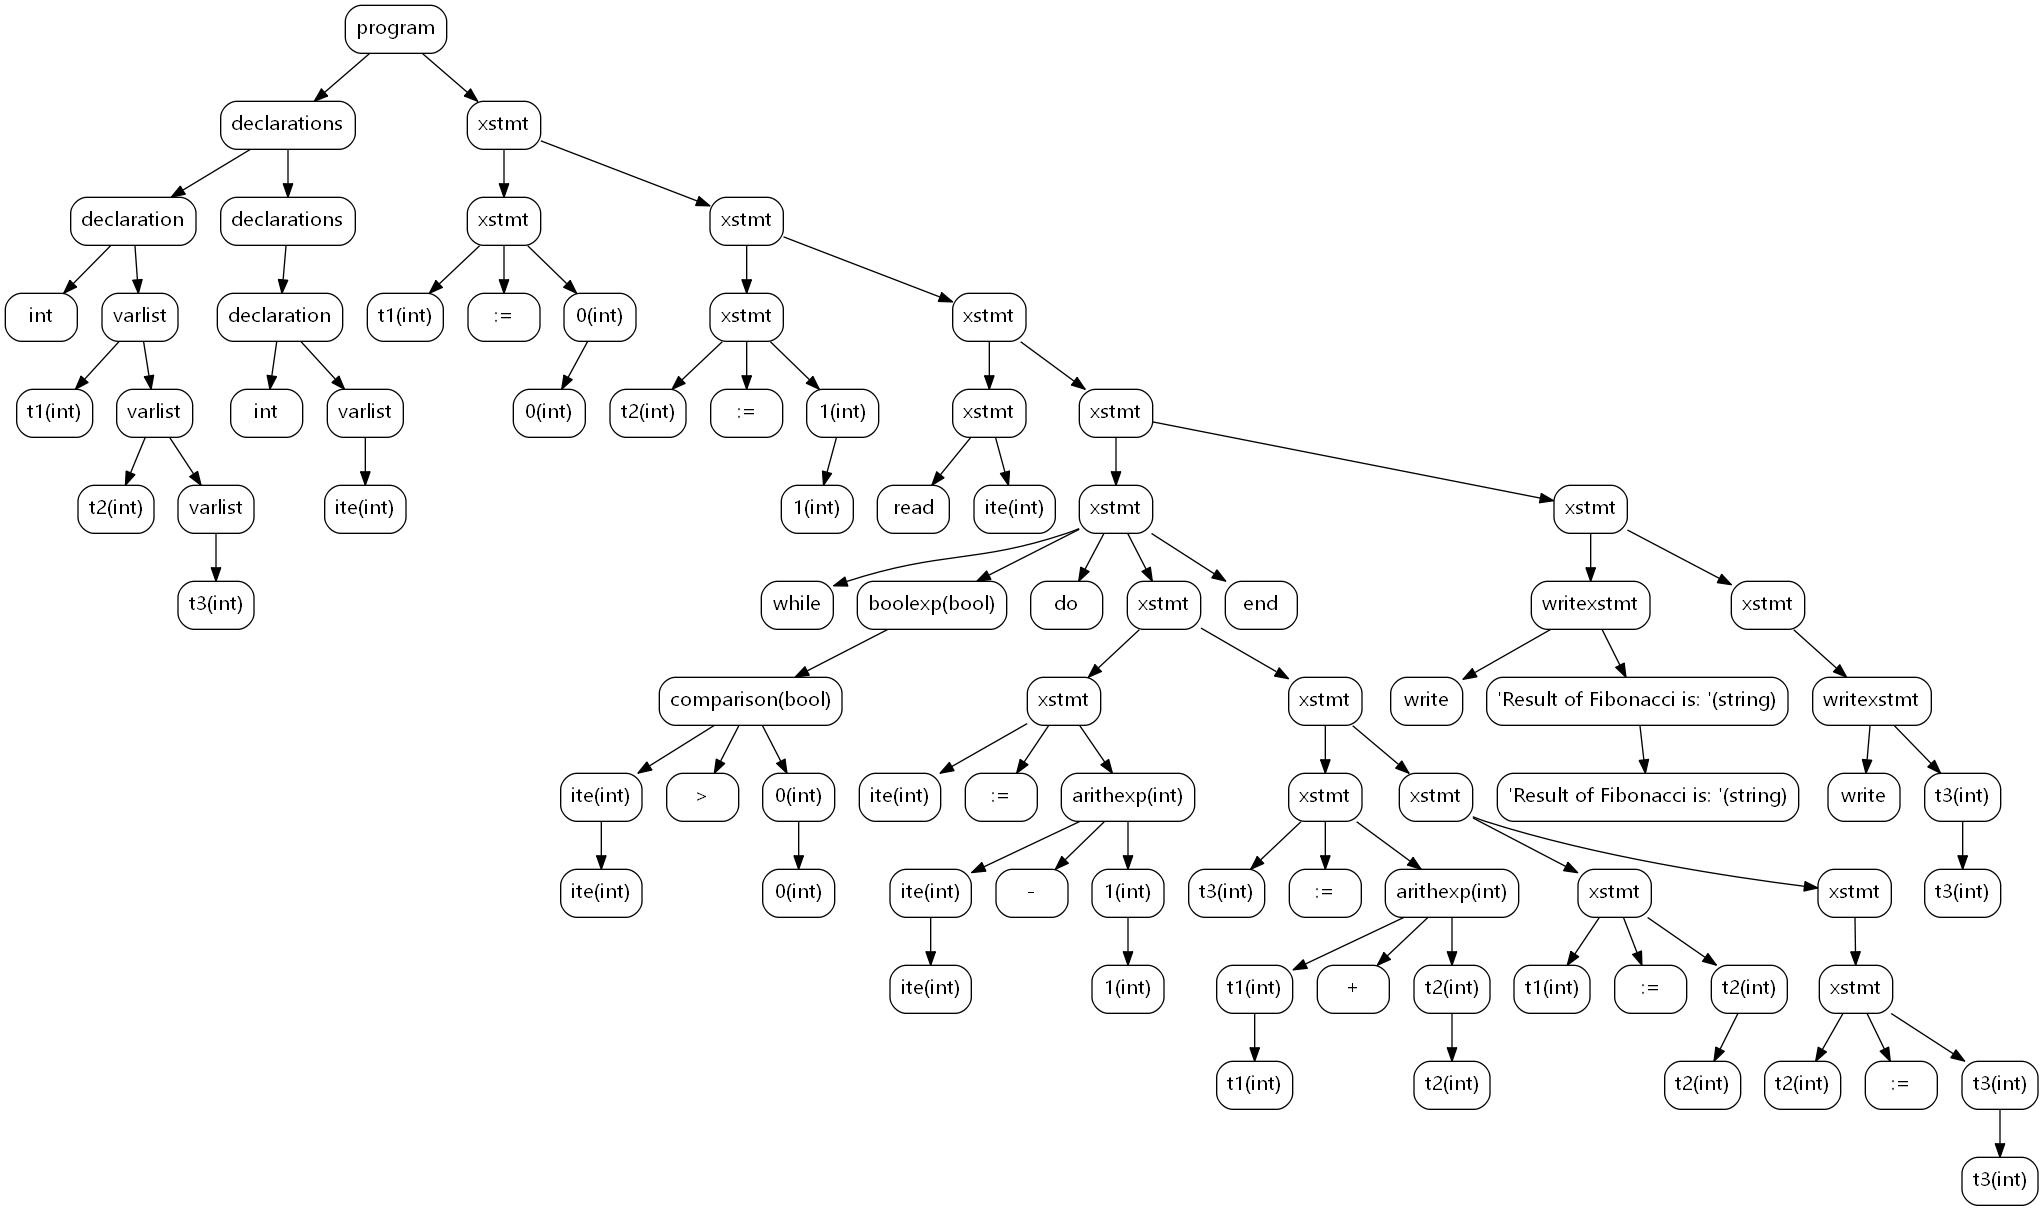 program
declarations xstmt
declaration declarations xstmt xstmt
int varlist declaration t1(int) := 0(int) xstmt xstmt
t1(int) varlist int varlist 0(int) t2(int) := 1(int) xstmt xstmt
t2(int) varlist ite(int) 1(int) read ite(int) xstmt xstmt
t3(int) while boolexp(bool) do xstmt end writexstmt xstmt
comparison(bool) xstmt xstmt write 'Result of Fibonacci is: '(string) writexstmt
ite(int) > 0(int) ite(int) := arithexp(int) xstmt xstmt 'Result of Fibonacci is: '(string) write t3(int)
ite(int) 0(int) ite(int) - 1(int) t3(int) := arithexp(int) xstmt xstmt t3(int)
ite(int) 1(int) t1(int) + t2(int) t1(int) := t2(int) xstmt
t1(int) t2(int) t2(int) t2(int) := t3(int)
t3(int)